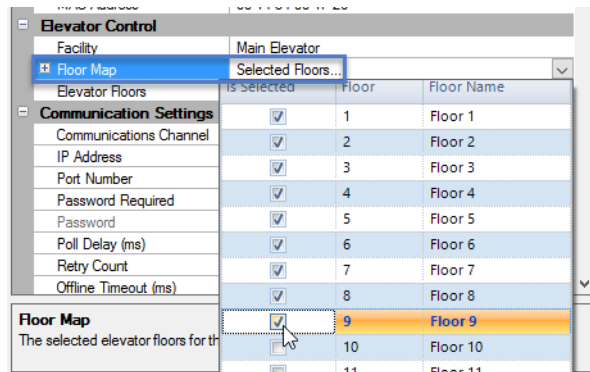 Elevator Control
Facility Main Elevator
Floor Map Selected Floors...
Elevator Floors
Is Selected Floor Floor Name
Communication Settings
1 Floor 1
Communications Channel
2 Floor 2
IP Address
3 Floor 3
Port Number
4 Floor 4
Password Required
5 Floor 5
Password
6 Floor 6
Poll Delay (ms)
7 Floor 7
Retry Count
8 Floor 8
Offline Timeout (ms)
9 Floor 9
10 Floor 10
11 Floor 11
Floor Map
The selected elevator floors for th